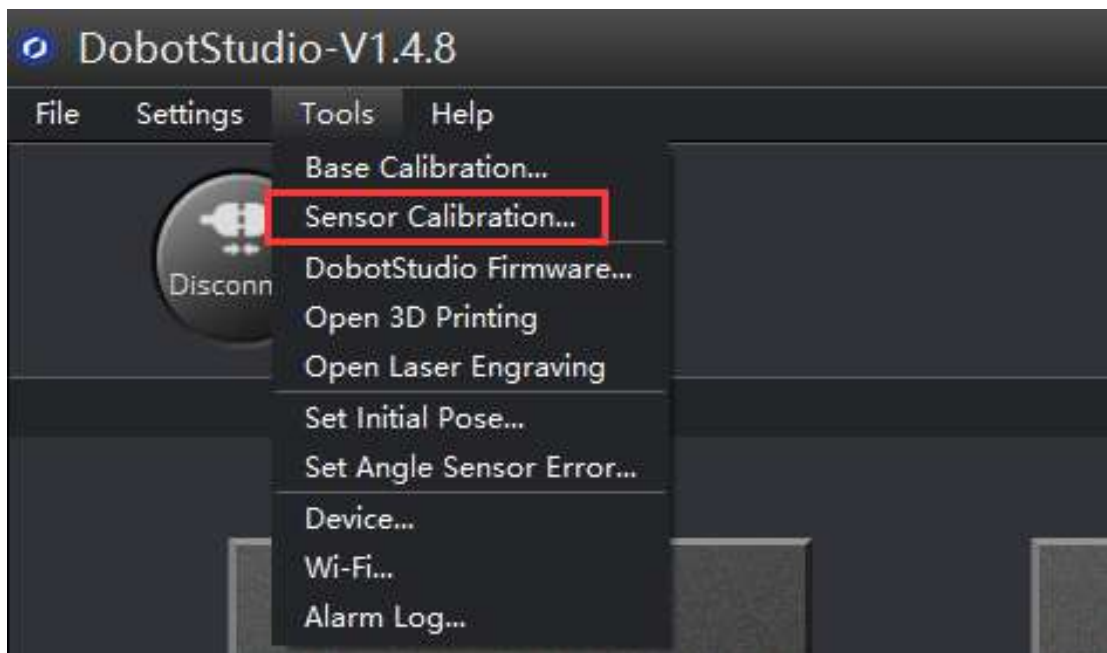 DobotStudio-V1.4.8
File Settings Tools Help
Base Calibration...
Sensor Calibration...
Disconn
DobotStudio Firmware...
Open 3D Printing
Open Laser Engraving
Set Initial Pose...
Set Angle Sensor Error...
Device...
Wi-Fi...
Alarm Log...